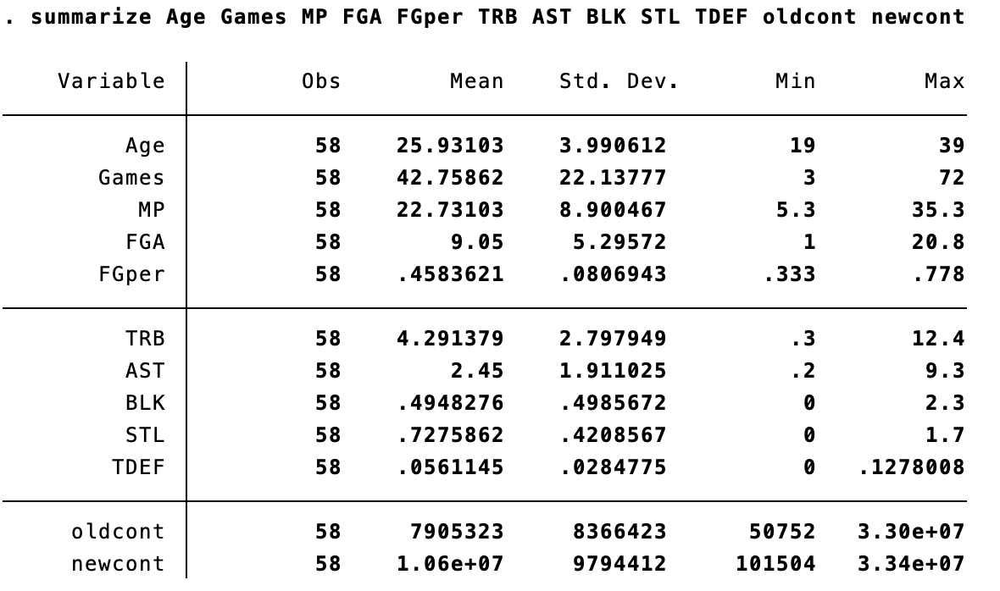 . summarize Age Games MP FGA FGper TRB AST BLK STL TDEF oldcont newcont
Variable Obs Mean Std. Dev. Min Max
Age 58 25.93103 3.990612 19 39
Games 58 42.75862 22.13777 3 72
MP 58 22.73103 8.900467 5.3 35.3
FGA 58 9.05 5.29572 1 20.8
FGper 58 .4583621 .0806943 .333 .778
TRB 58 4.291379 2.797949 .3 12.4
AST 58 2.45 1.911025 .2 9.3
BLK 58 .4948276 .4985672 0 2.3
STL 58 .7275862 .4208567 0 1.7
TDEF 58 .0561145 .0284775 0 .1278008
oldcont 58 7905323 8366423 50752 3.30e+07
newcont 58 1.06e+07 9794412 101504 3.34e+07